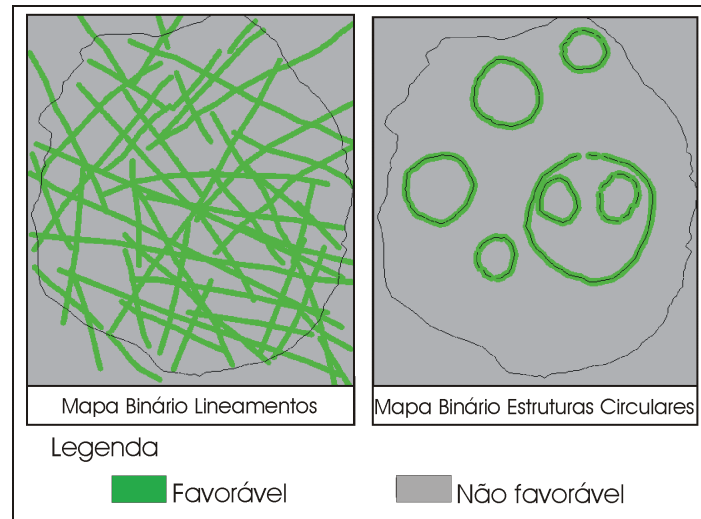 Mapa Binário Lineamentos
Mapa Binário Estruturas Circulares
Legenda
Favorável
Não favorável